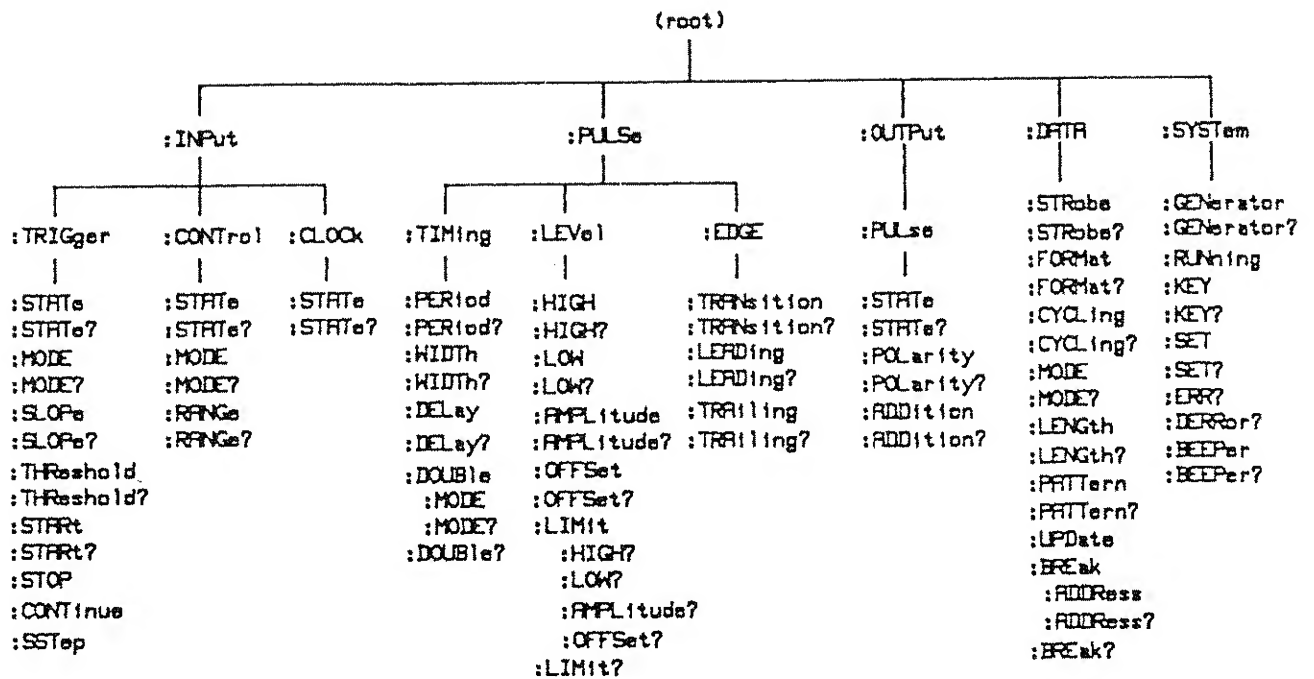 (root)
:INPut :PULSe :OUTPut :DATA :SYSTem
:TRIGger :CONTrol :CLOCk :TIMing :LEVel :EDGE :PULse
:STATe
:STATe?
:MODE
:MODE?
:SLOPe
:SLOPe?
:THReshold
:THReshold?
:STARt
:STARt?
:STOP
:CONTinue
:SSTep
:STATe
:STATe?
:MODE
:MODE?
:RANGe
:RANGe?
:STATe
:STATe?
:PERiod
:PERiod?
:WIDTh
:WIDTh?
:DELay
:DELay?
:DOUBle
:MODE
:MODE?
:DOUBle?
:HIGH
:HIGH?
:LOW
:LOW?
:AMPLitude
:AMPLitude?
:OFFSet
:OFFSet?
:LIMit
:HIGH?
:LOW?
:AMPLitude?
:OFFSet?
:LIMit?
:TRANsition
:TRANsition?
:LEADing
:LEADing?
:TRAiling
:TRAiling?
:STATe
:STATe?
:POLarity
:POLarity?
:ADDition
:ADDition?
:STRobe
:STRobe?
:FORMat
:FORMat?
:CYCLing
:CYCLing?
:MODE
:MODE?
:LENGth
:LENGth?
:PATTern
:PATTern?
:UPDate
:BREak
:ADDRess
:ADDRess?
:BREak?
:GENerator
:GENerator?
:RUNning
:KEY
:KEY?
:SET
:SET?
:ERR?
:DERRor?
:BEEPer
:BEEPer?